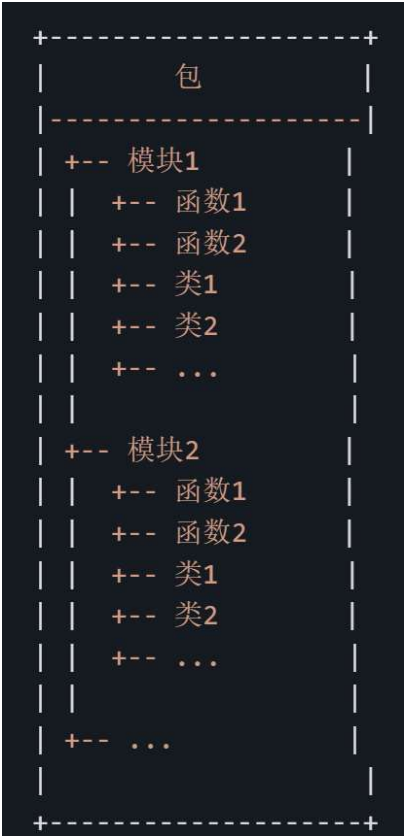 +--------------------+
|        包          |
|--------------------|
| +-- 模块1         |
| |  +-- 函数1      |
| |  +-- 函数2      |
| |  +-- 类1         |
| |  +-- 类2         |
| |  +-- ...         |
| |                  |
| +-- 模块2         |
| |  +-- 函数1      |
| |  +-- 函数2      |
| |  +-- 类1         |
| |  +-- 类2         |
| |  +-- ...         |
| |                  |
| +-- ...            |
|                    |
+--------------------+